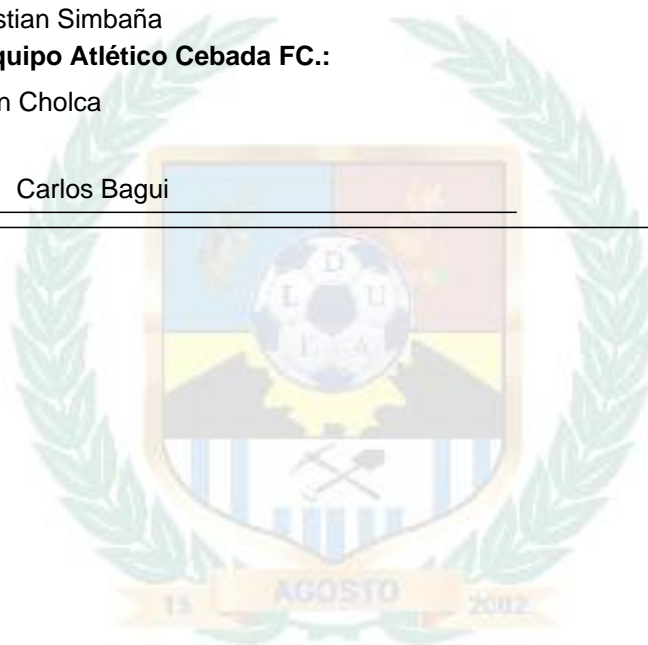 stian Simbaña
quipo Atlético Cebada FC.:
n Cholca
Carlos Bagui
D
L U
L A
15 AGOSTO 2002